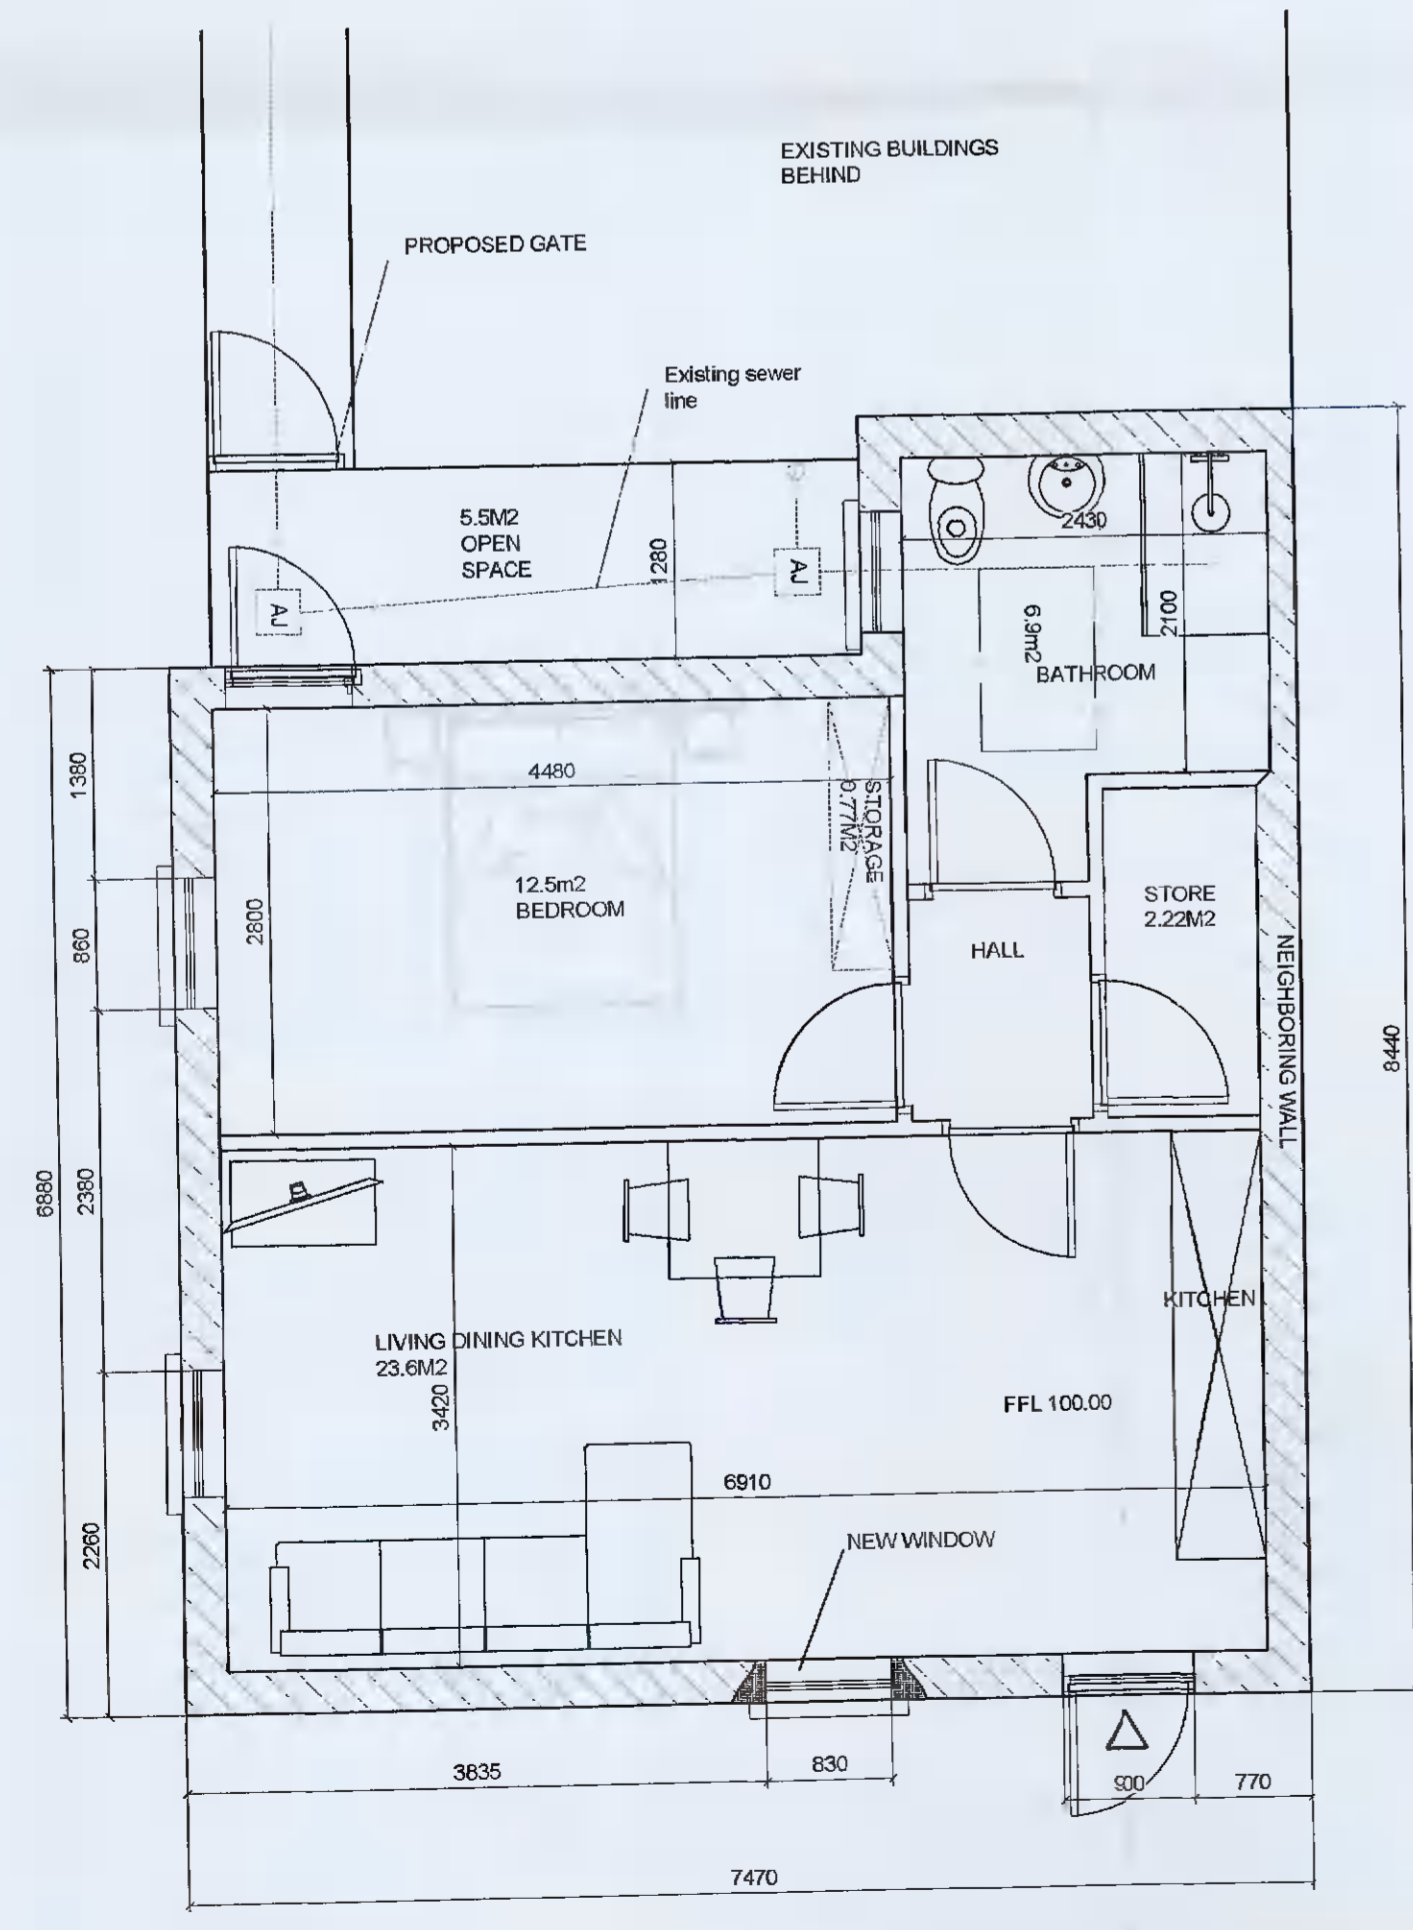 EXISTING BUILDINGS
BEHIND
PROPOSED GATE
Existing sewer
line
5.5M2
OPEN
SPACE
1280
AJ
AJ
2430
2100
6.9m2
BATHROOM
1380
4480
STORAGE
0.77M2
12.5m2
BEDROOM
2800
860
HALL
STORE
2.22M2
NEIGHBORING WALL
8440
6880
2380
KITCHEN
LIVING DINING KITCHEN
23.6M2
3420
FFL 100.00
6910
NEW WINDOW
2260
3835
830
900
770
7470